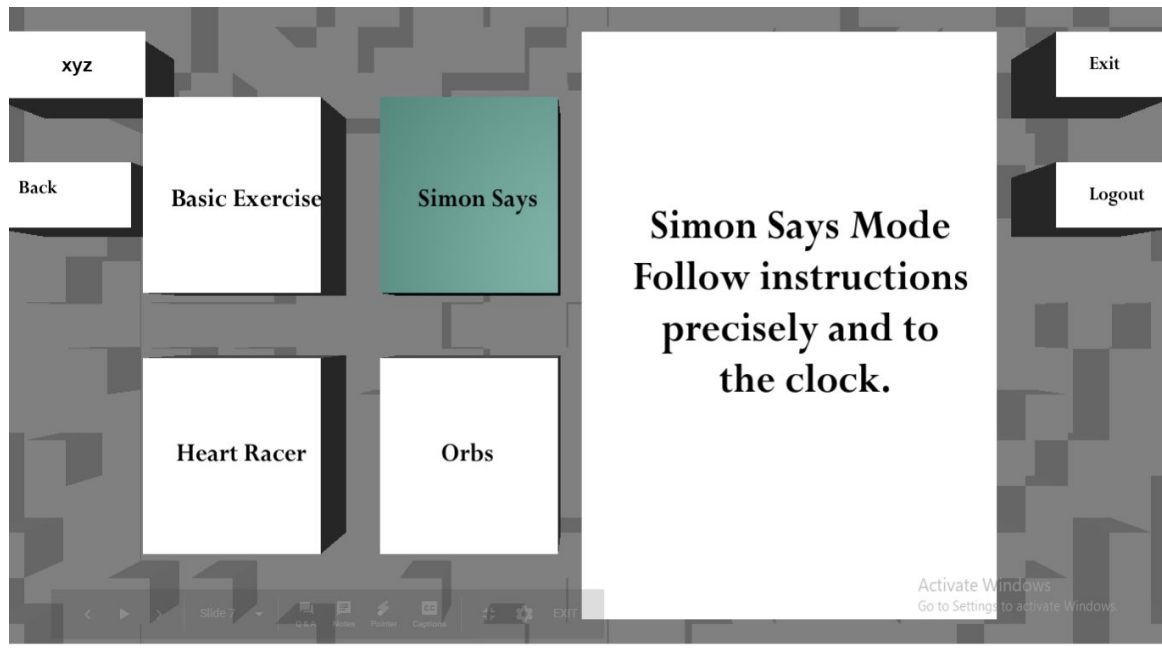 xyz
Exit
Back
Logout
Basic Exercise
Simon Says
Simon Says Mode
Follow instructions
precisely and to
the clock.
Heart Racer
Orbs
Activate Windows
Go to Settings to activate Windows.
Slide 7
Q & A
Notes
Pointer
Captions
EXIT